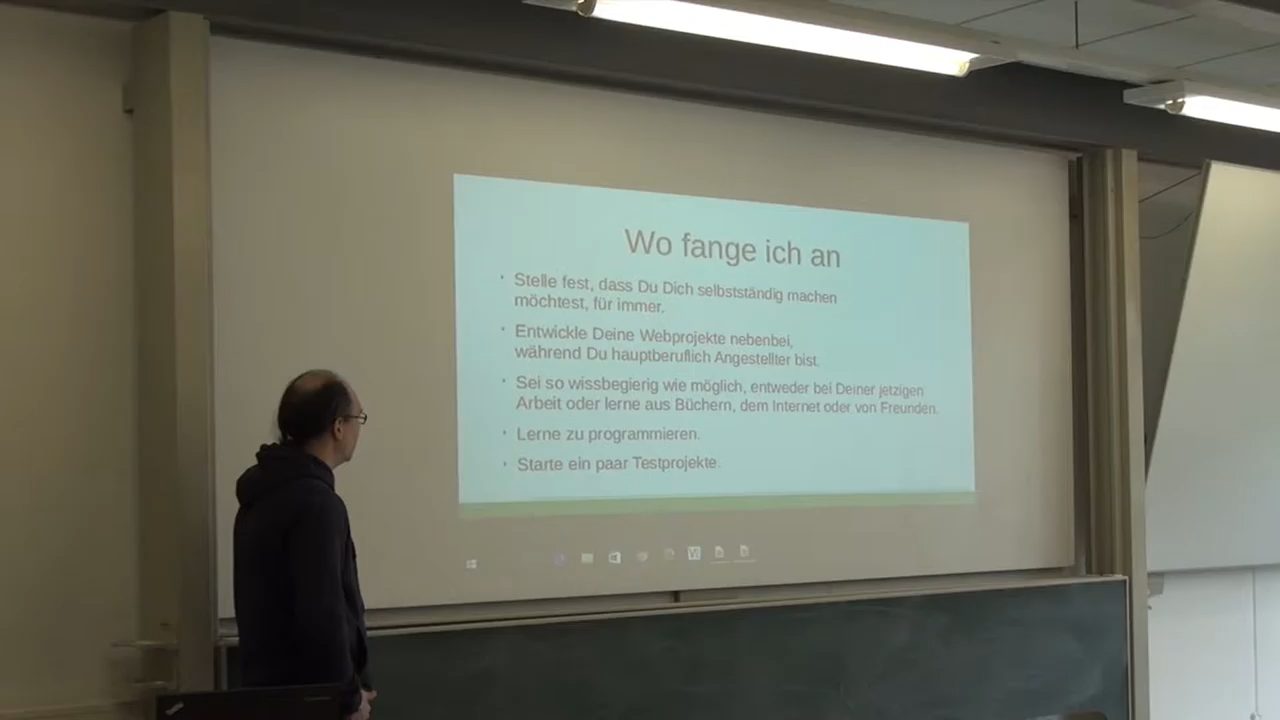 Wo fange ich an
Stelle fest, dass Du Dich selbstständig machen
möchtest, für immer.
Entwickle Deine Webprojekte nebenbei,
während Du hauptberuflich Angestellter bist.
Sei so wissbegierig wie möglich, entweder bei Deiner jetzigen
Arbeit oder lerne aus Büchern, dem Internet oder von Freunden.
Lerne zu programmieren.
Starte ein paar Testprojekte.